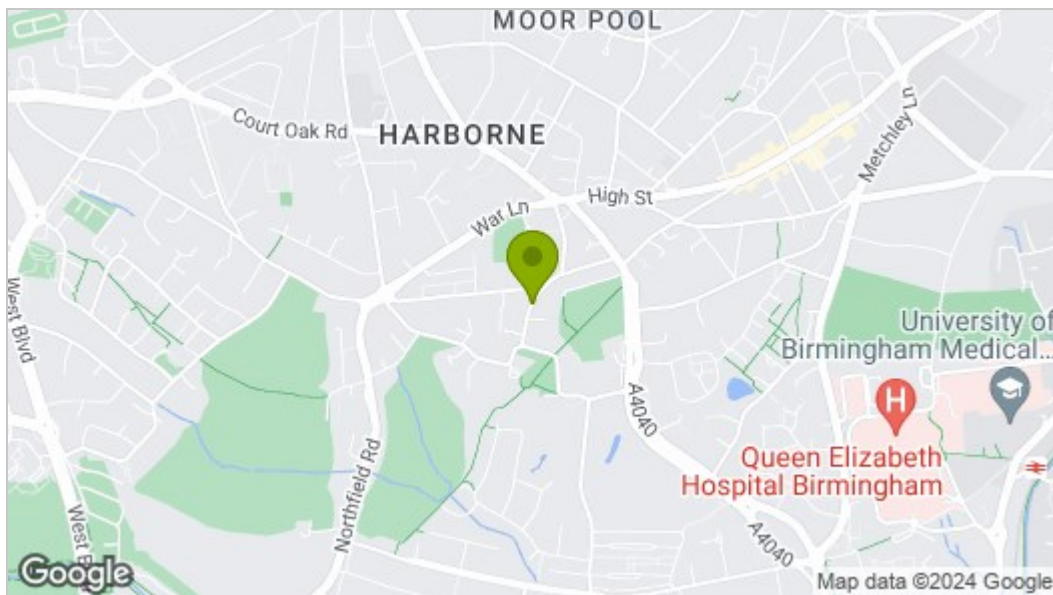 MOOR POOL
Court Oak Rd
HARBORNE
Metchley Ln
High St
War Ln
West Blvd
University of
Birmingham Medical...
A4040
H
Queen Elizabeth
Hospital Birmingham
Northfield Rd
West B
A4040
Google
Map data ©2024 Google